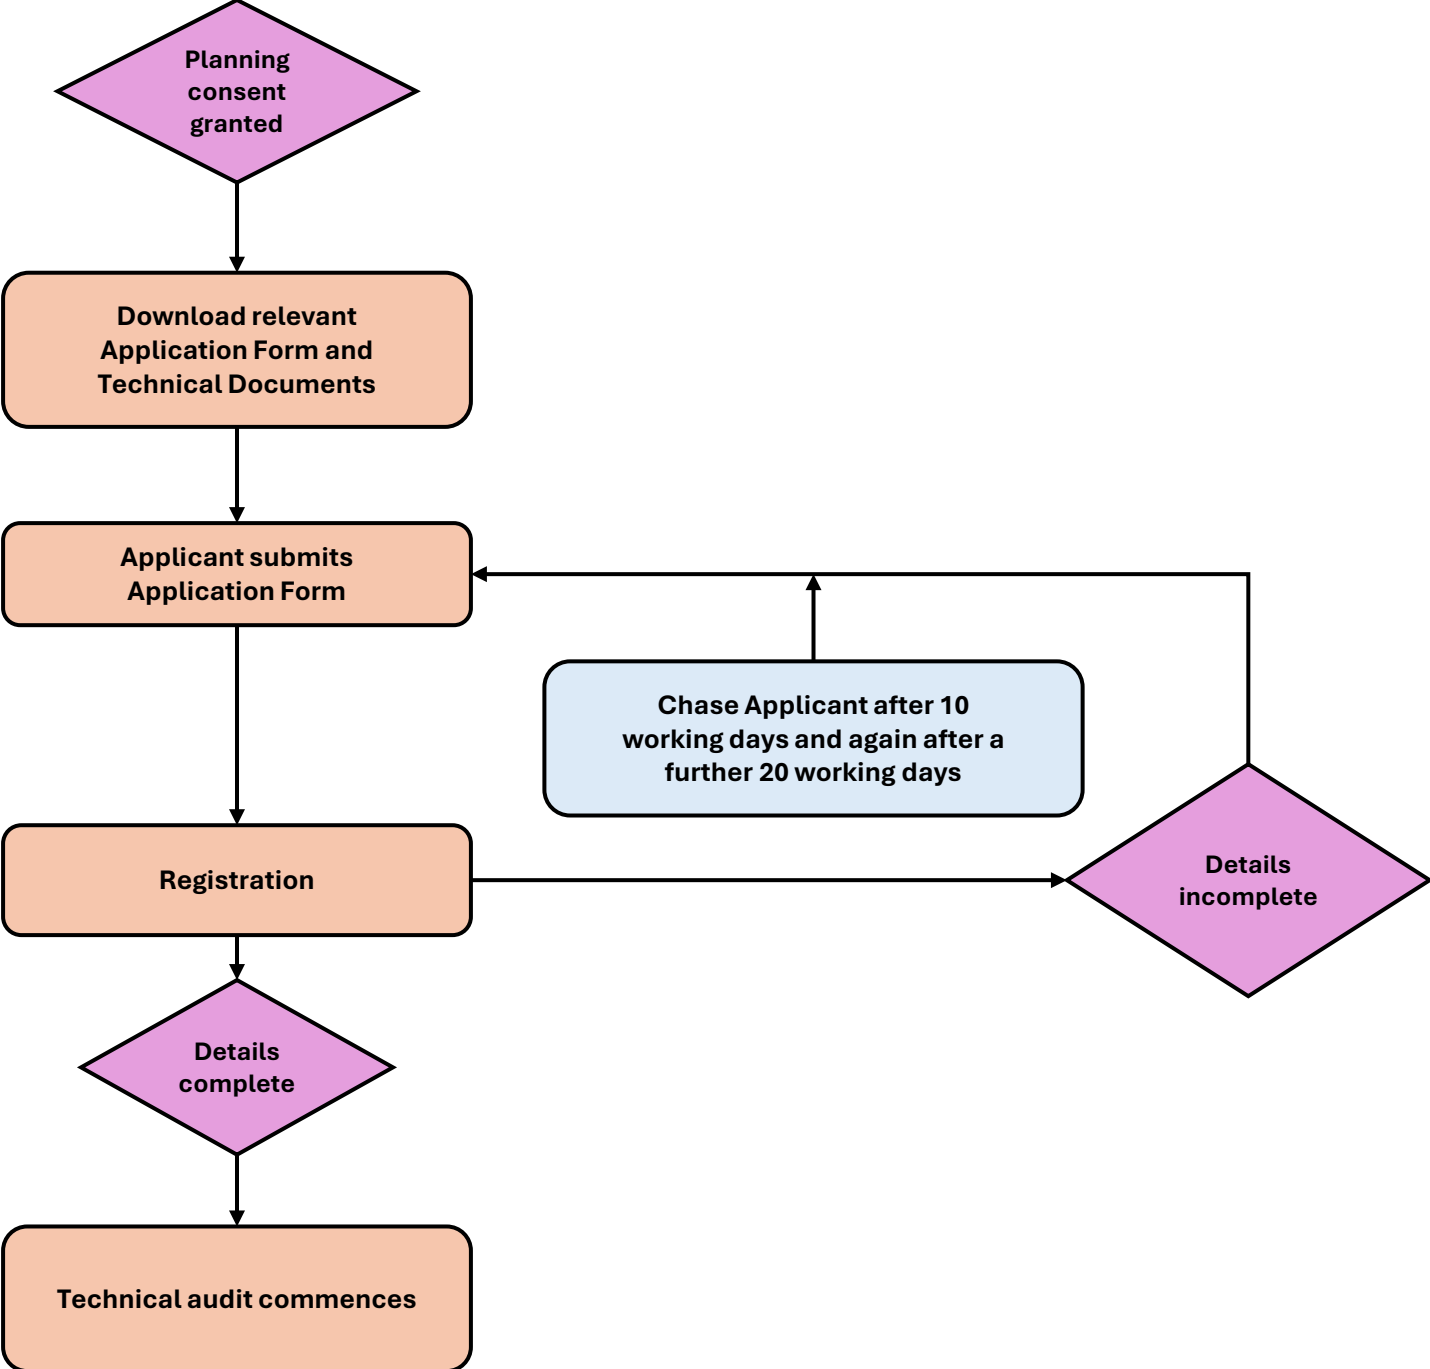 Planning
consent
granted
Download relevant
Application Form and
Technical Documents
Applicant submits
Application Form
Chase Applicant after 10
working days and again after a
further 20 working days
Registration
Details
incomplete
Details
complete
Technical audit commences